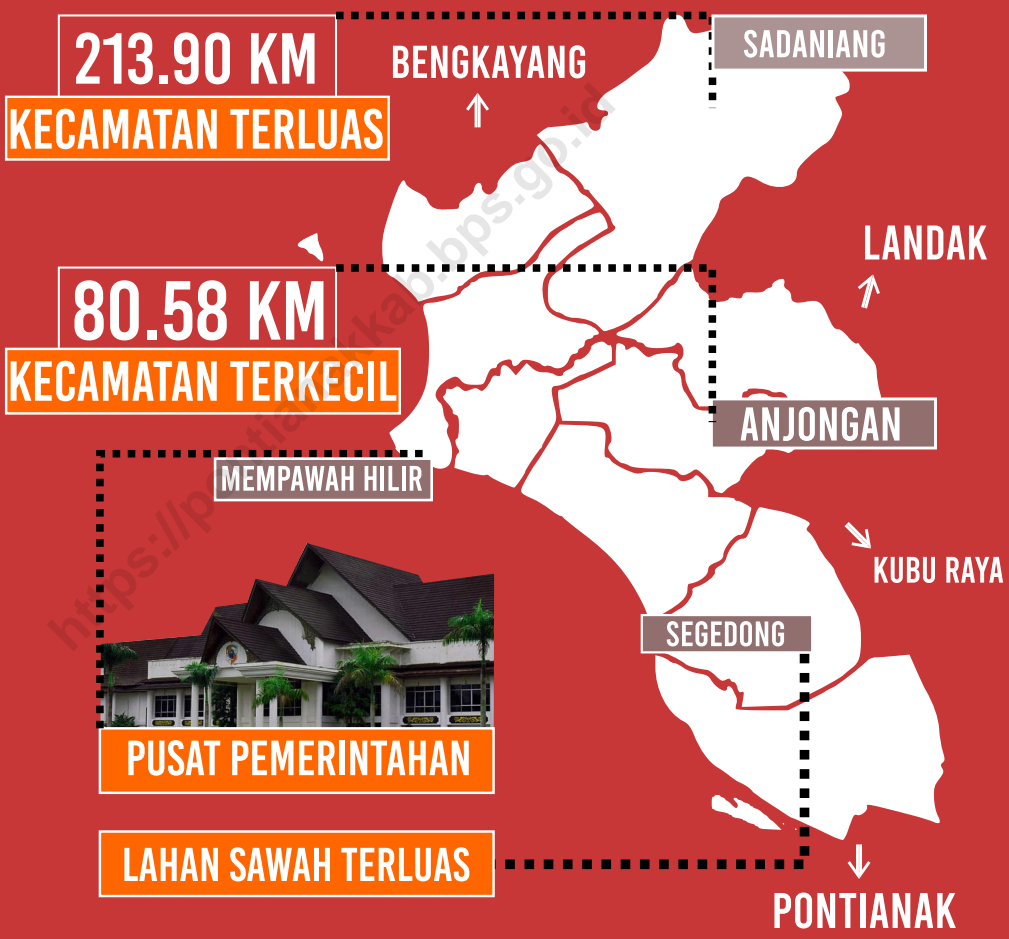 213.90 KM
KECAMATAN TERLUAS
BENGKAYANG
SADANIANG
LANDAK
80.58 KM
KECAMATAN TERKECIL
ANJONGAN
MEMPAWAH HILIR
KUBU RAYA
SEGEDONG
PUSAT PEMERINTAHAN
LAHAN SAWAH TERLUAS
PONTIANAK